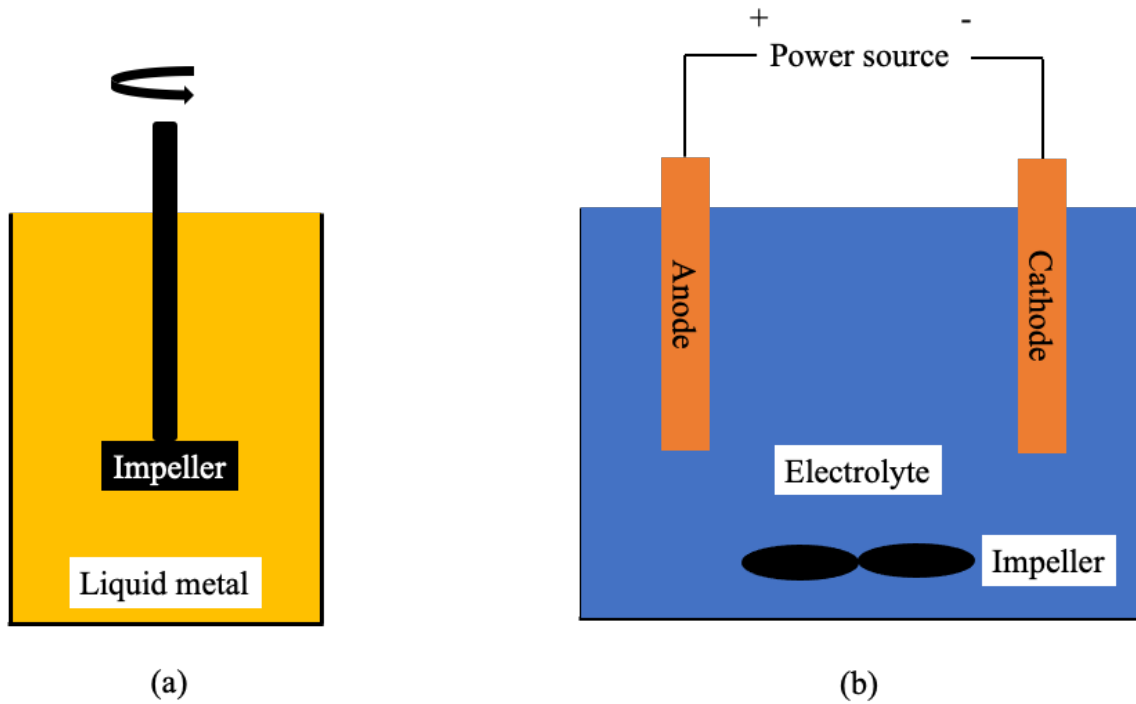 + -
Power source
Anode
Cathode
Impeller
Electrolyte
Impeller
Liquid metal
(a)
(b)